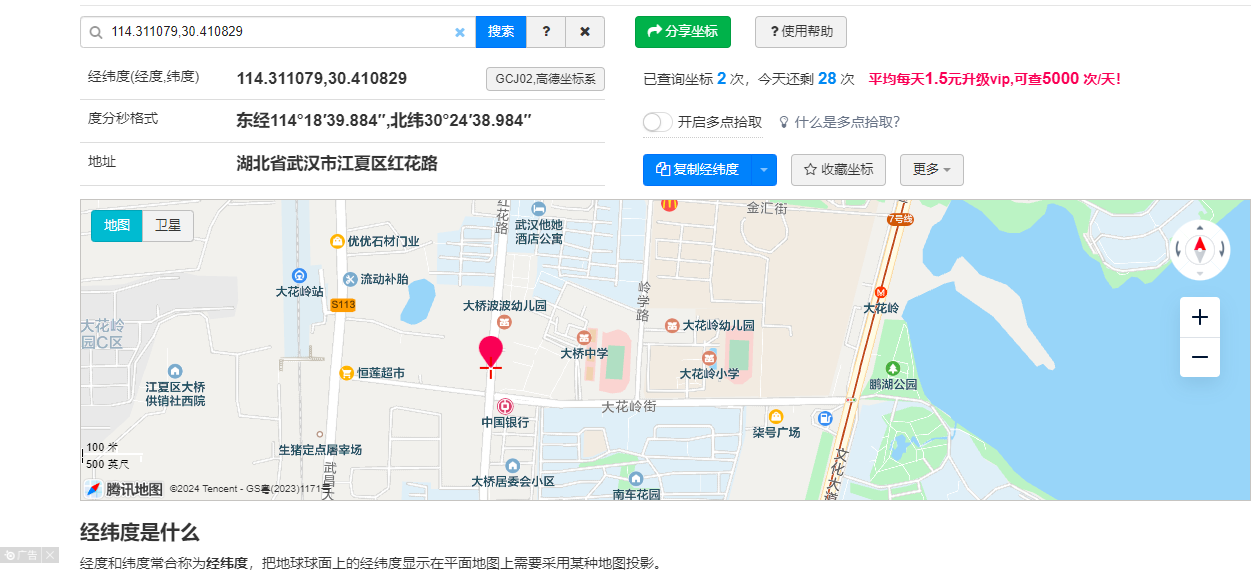 114.311079,30.410829
搜索
?
分享坐标
? 使用帮助
经纬度(经度,纬度)
114.311079,30.410829
GCJ02,高德坐标系
已查询坐标 2 次，今天还剩 28 次 平均每天1.5元升级vip,可查5000 次/天!
度分秒格式
东经114°18′39.884″,北纬30°24′38.984″
开启多点拾取
什么是多点拾取?
地址
湖北省武汉市江夏区红花路
复制经纬度
收藏坐标
更多
地图
卫星
红花路
武汉他她
酒店公寓
金汇街
7号线
优优石材门业
大花岭站
流动补胎
S113
大桥波波幼儿园
岭学路
大花岭
大花岭
园C区
大花岭幼儿园
大桥中学
大花岭小学
恒莲超市
江夏区大桥
供销社西院
鹏湖公园
中国银行
大花岭街
柒号广场
生猪定点屠宰场
100 米
500 英尺
武昌大
大桥居委会小区
南车花园
文化大道
腾讯地图
©2024 Tencent - GS粤(2023)1171号
经纬度是什么
广告
经度和纬度常合称为经纬度，把地球球面上的经纬度显示在平面地图上需要采用某种地图投影。